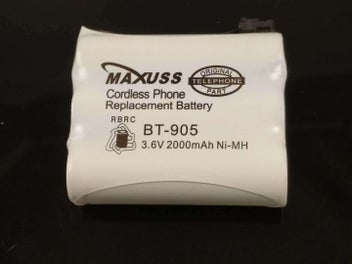 MAXUSS
ORIGINAL
TELEPHONE
PART
Cordless Phone
Replacement Battery
RBRC
BT-905
3.6V 2000mAh Ni-MH